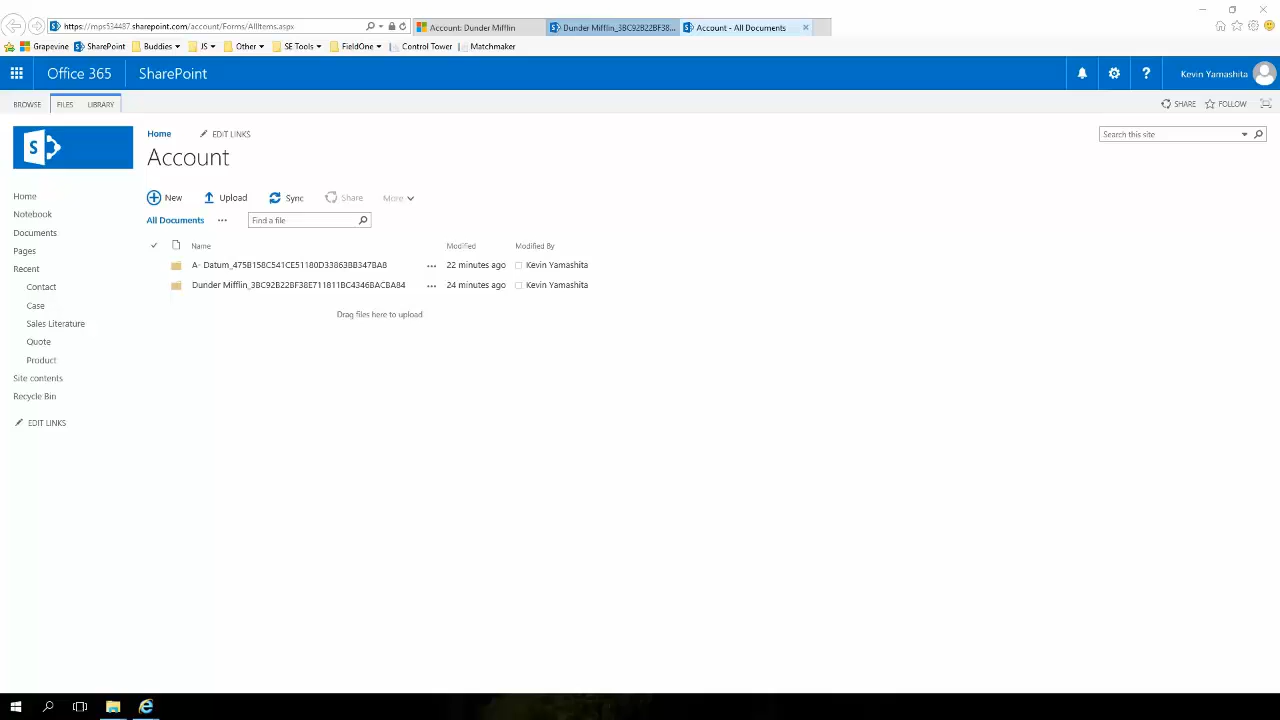 https://mps534487.sharepoint.com/account/Forms/AllItems.aspx
Account: Dunder Mifflin
Dunder Mifflin_3BC92B22BF38...
Account - All Documents
Grapevine SharePoint Buddies JS Other SE Tools FieldOne Control Tower Matchmaker
Office 365 SharePoint ? Kevin Yamashita
BROWSE FILES LIBRARY SHARE FOLLOW
S
Home EDIT LINKS Search this site
Account
New Upload Sync Share More
All Documents ... Find a file
Name Modified Modified By
A- Datum_475B158C541CE51180D33863BB347BA8 ... 22 minutes ago Kevin Yamashita
Dunder Mifflin_3BC92B22BF38E711811BC4346BACBA84 ... 24 minutes ago Kevin Yamashita
Drag files here to upload
Home
Notebook
Documents
Pages
Recent
Contact
Case
Sales Literature
Quote
Product
Site contents
Recycle Bin
EDIT LINKS